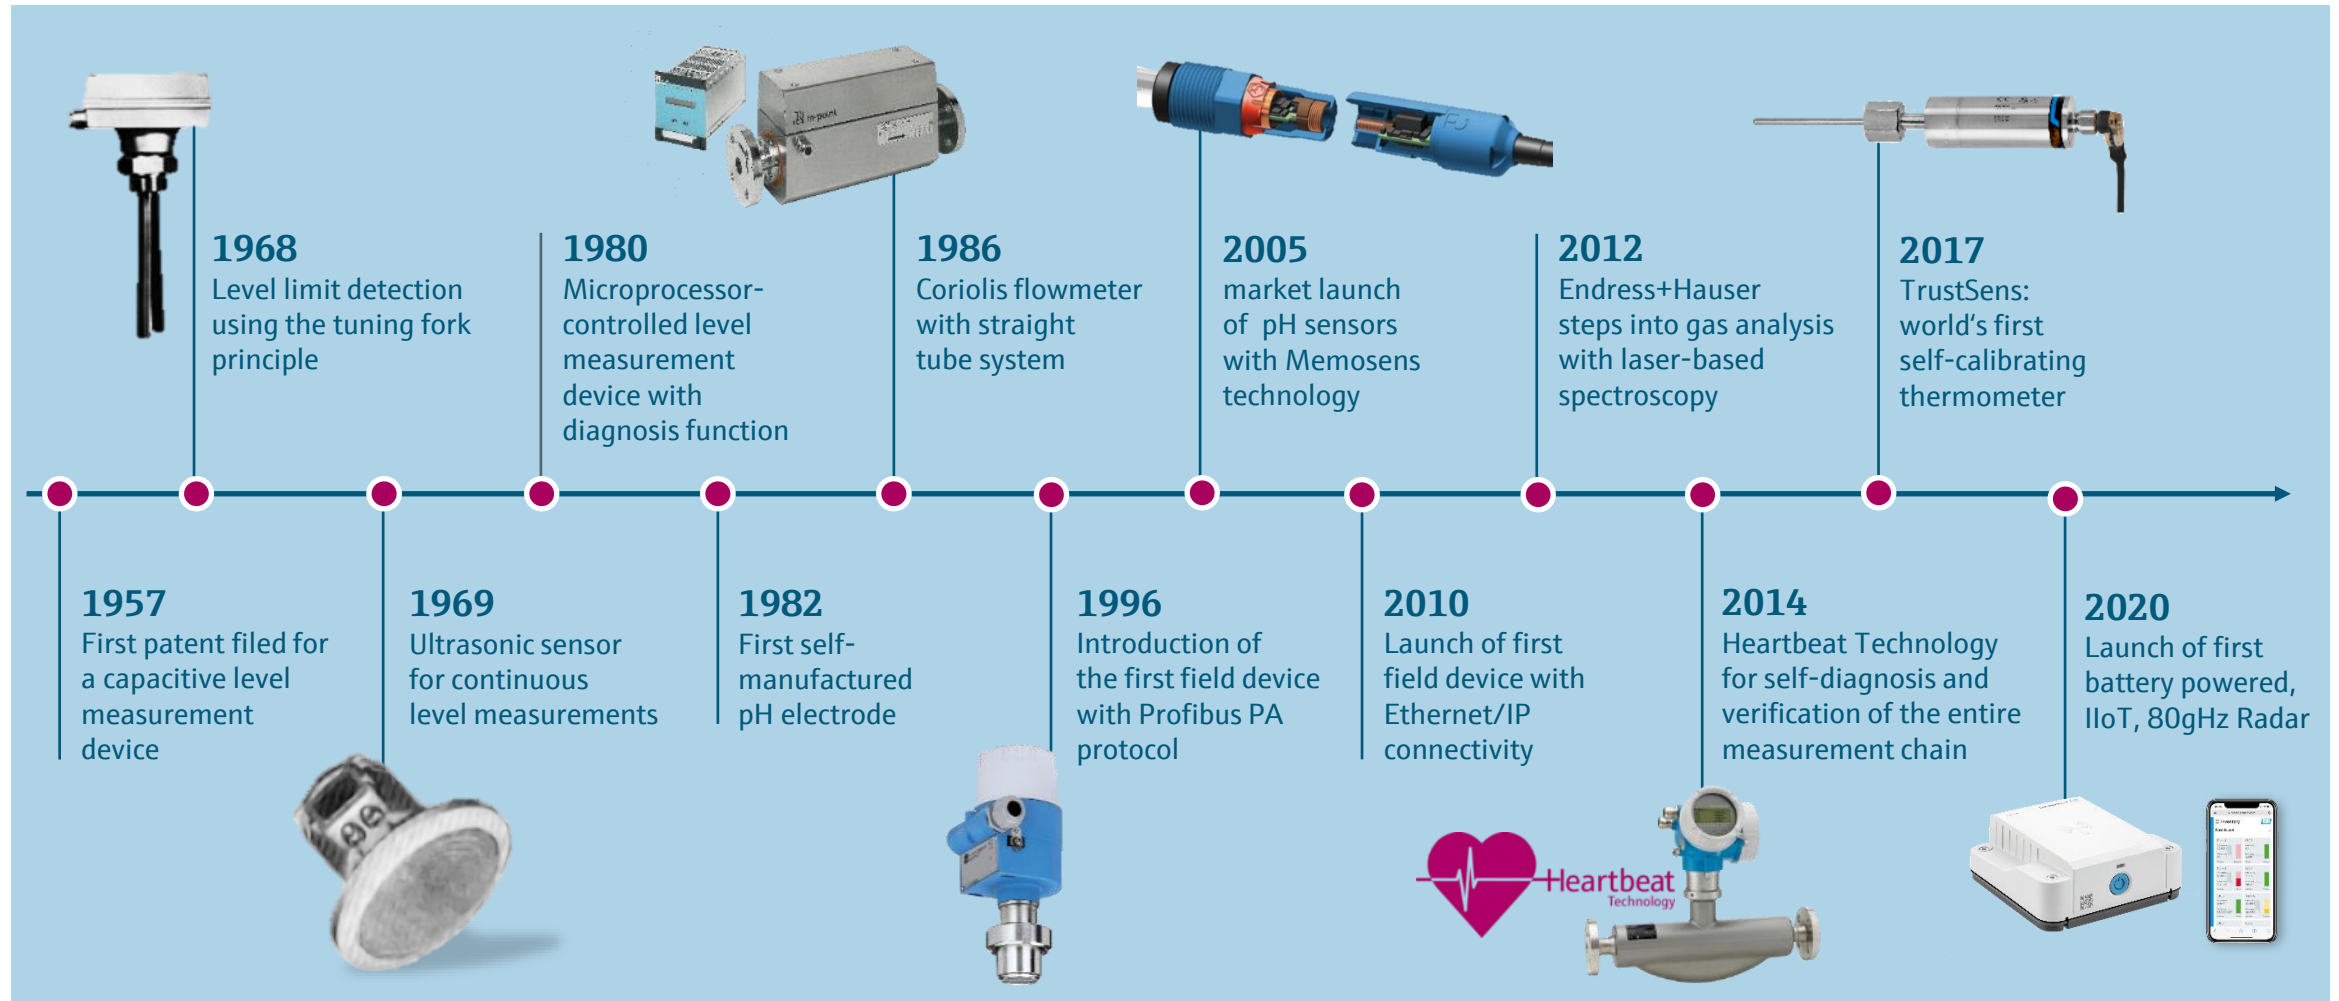 1968
Level limit detection
using the tuning fork
principle
1980
Microprocessor-
controlled level
measurement
device with
diagnosis function
1986
Coriolis flowmeter
with straight
tube system
2005
market launch
of  pH sensors
with Memosens
technology
2012
Endress+Hauser
steps into gas analysis
with laser-based
spectroscopy
2017
TrustSens:
world‘s first
self-calibrating
thermometer
1957
First patent filed for
a capacitive level
measurement
device
1969
Ultrasonic sensor
for continuous
level measurements
1982
First self-
manufactured
pH electrode
1996
Introduction of
the first field device
with Profibus PA
protocol
2010
Launch of first
field device with
Ethernet/IP
connectivity
2014
Heartbeat Technology
for self-diagnosis and
verification of the entire
measurement chain
2020
Launch of first
battery powered,
IIoT, 80gHz Radar
m-point
Heartbeat
Technology